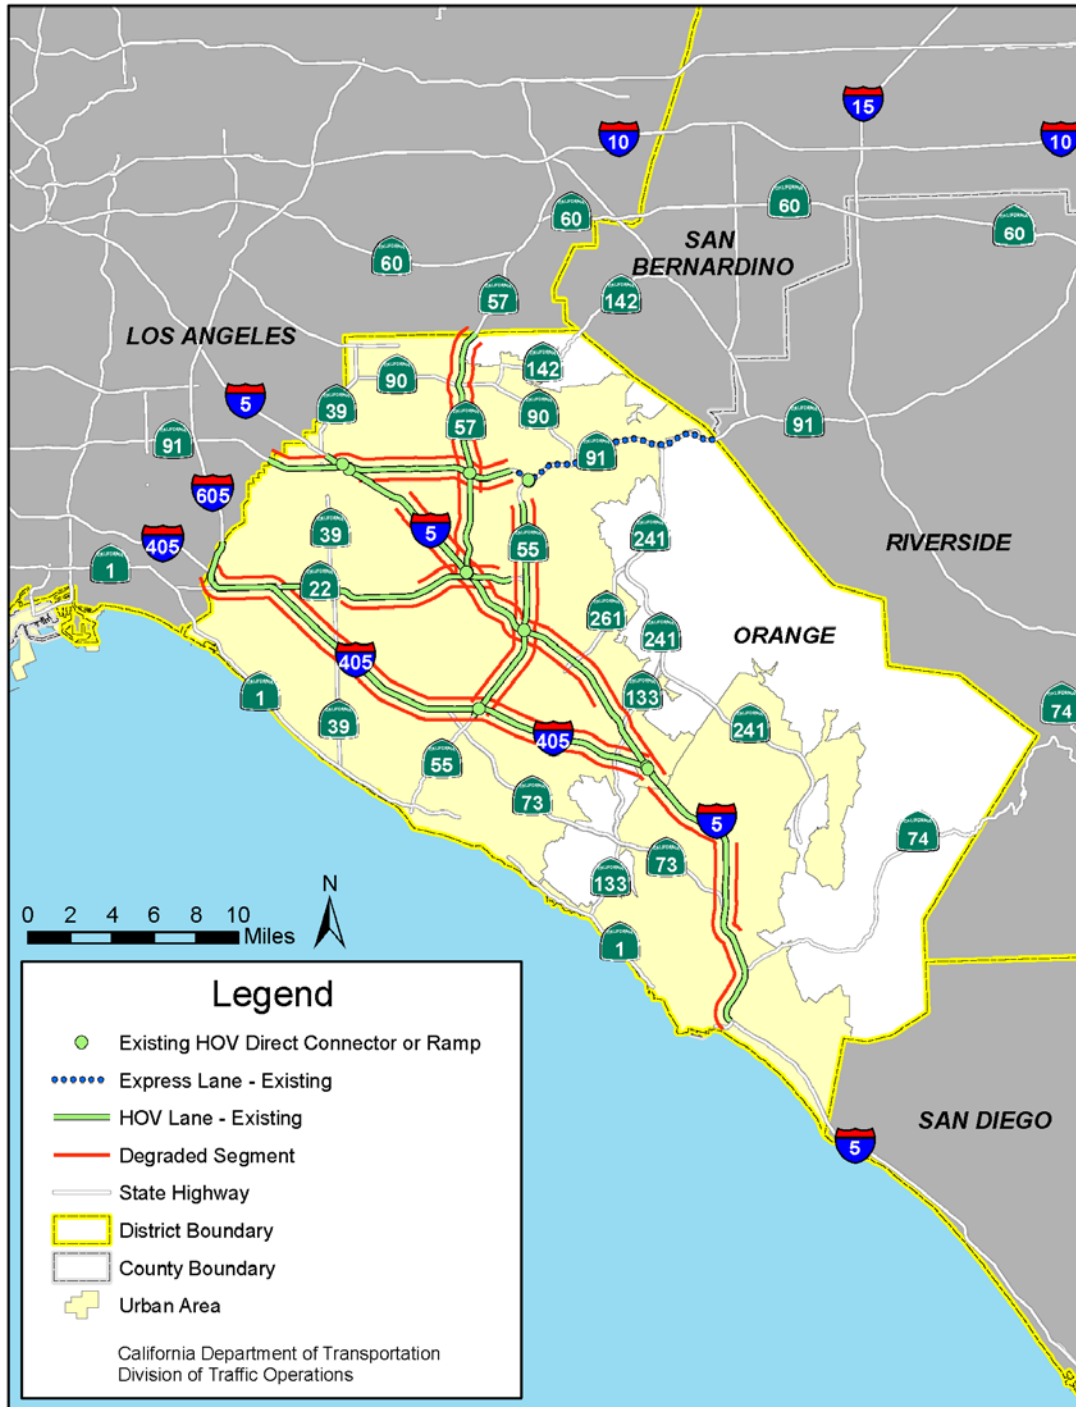 15
10
10
60
60
60
SAN
BERNARDINO
60
57
142
LOS ANGELES
142
90
5
39
90
57
91
91
91
605
5
39
405
55
241
RIVERSIDE
1
22
261
241
ORANGE
405
133
1
39
241
74
405
55
73
5
74
73
133
N
0 2 4 6 8 10
Miles
1
Legend
Existing HOV Direct Connector or Ramp
Express Lane - Existing
HOV Lane - Existing
Degraded Segment
State Highway
District Boundary
County Boundary
Urban Area
California Department of Transportation
Division of Traffic Operations
SAN DIEGO
5